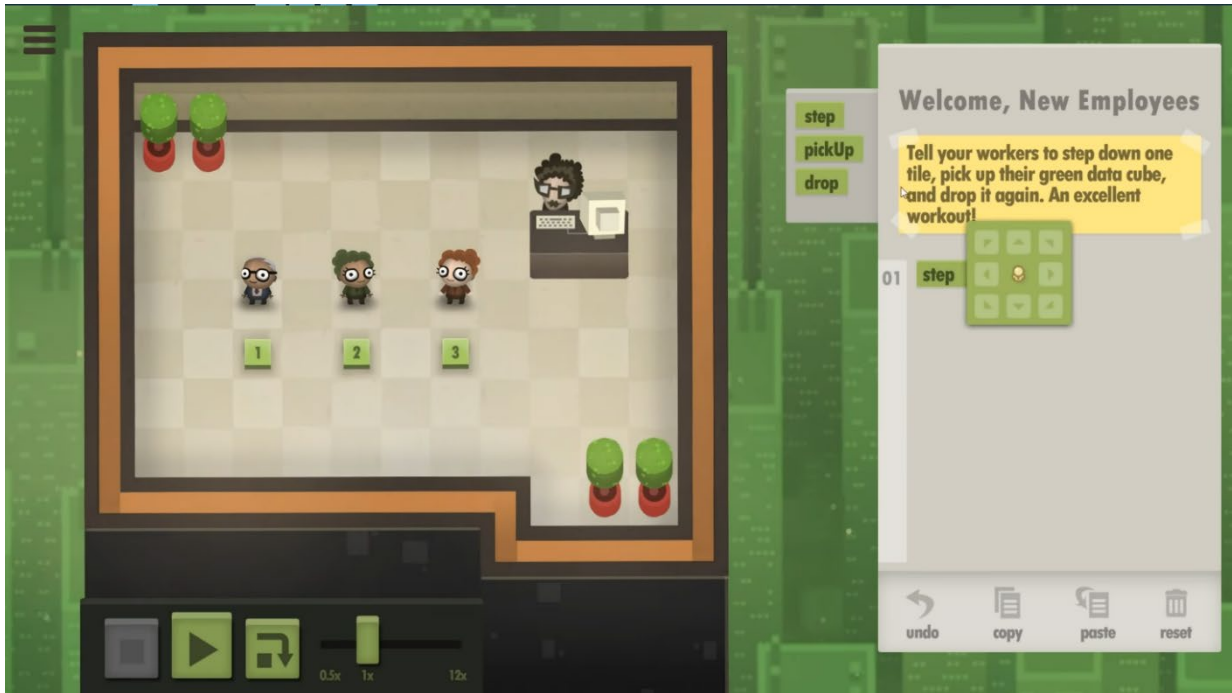 Welcome, New Employees
step
pickUp
drop
Tell your workers to step down one
tile, pick up their green data cube,
and drop it again. An excellent
workout!
01 step
1 2 3
0.5x 1x 12x
undo copy paste reset